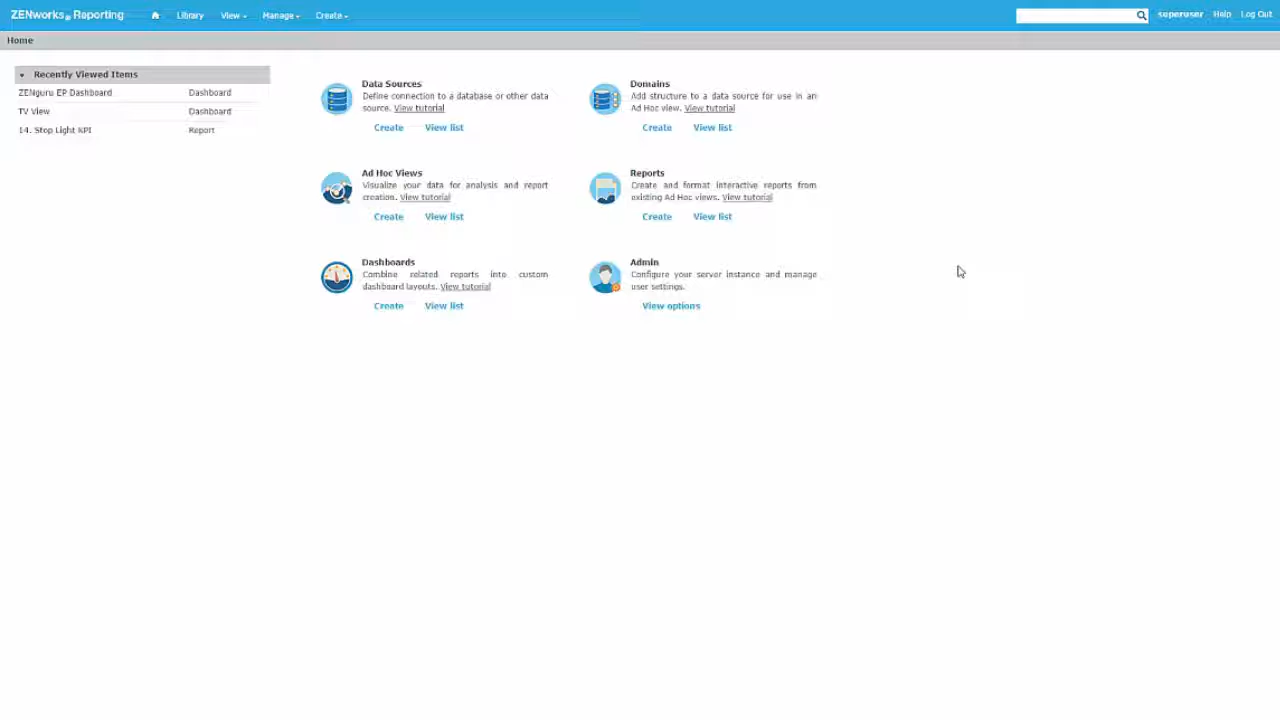 ZENworks Reporting Library View Manage Create superuser Help Log Out
Home
Recently Viewed Items
ZENguru EP Dashboard Dashboard
TV View Dashboard
14. Stop Light KPI Report
Data Sources
Define connection to a database or other data
source. View tutorial
Create View list
Domains
Add structure to a data source for use in an
Ad Hoc view. View tutorial
Create View list
Ad Hoc Views
Visualize your data for analysis and report
creation. View tutorial
Create View list
Reports
Create and format interactive reports from
existing Ad Hoc views. View tutorial
Create View list
Dashboards
Combine related reports into custom
dashboard layouts. View tutorial
Create View list
Admin
Configure your server instance and manage
user settings.
View options